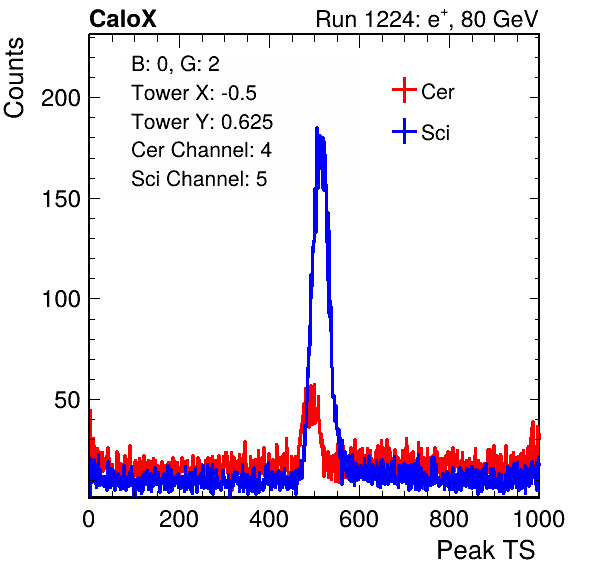 CaloX Run 1224: e⁺, 80 GeV
Counts
B: 0, G: 2
Tower X: -0.5
Tower Y: 0.625
Cer Channel: 4
Sci Channel: 5
Cer
Sci
200
150
100
50
0 200 400 600 800 1000
Peak TS